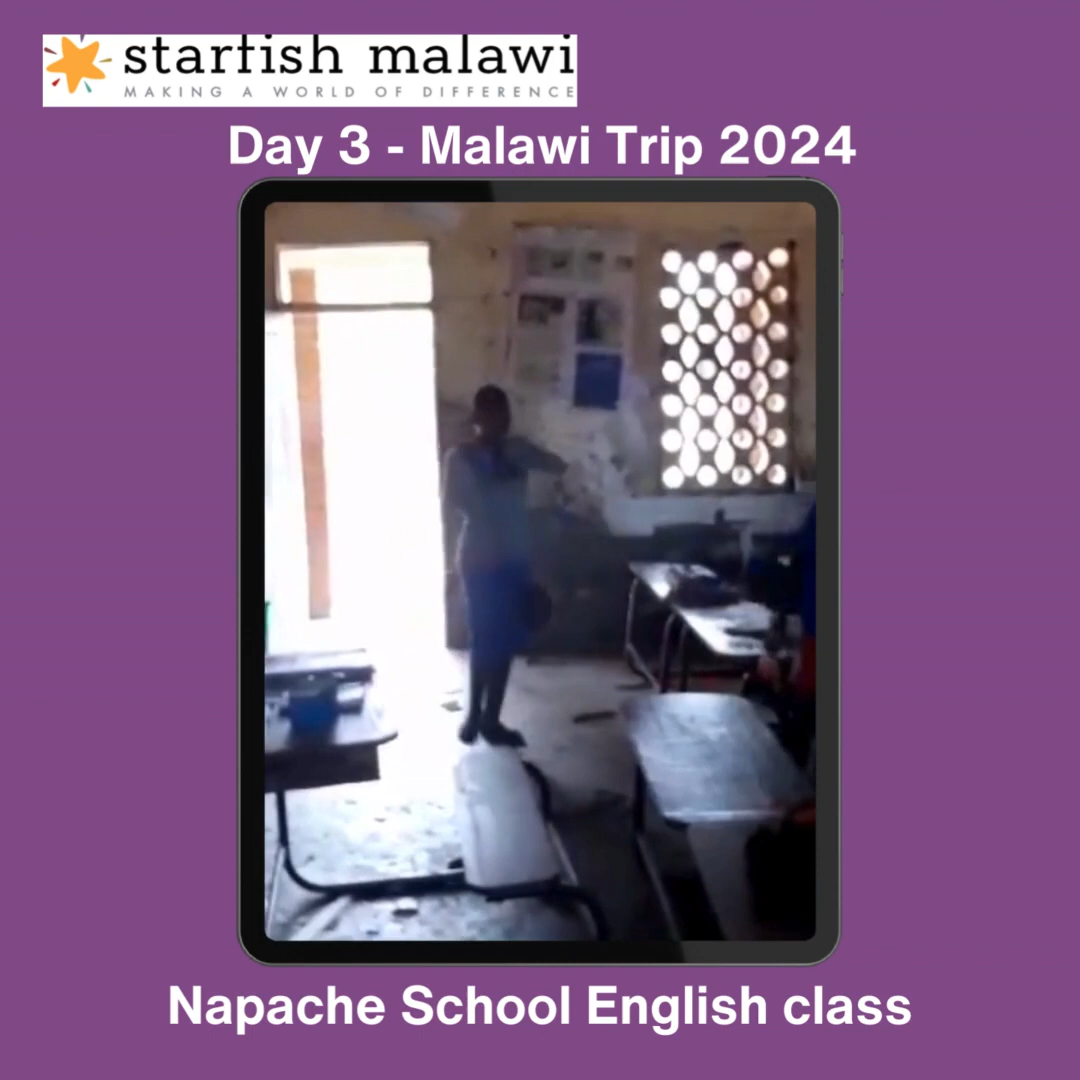 starfish malawi
MAKING A WORLD OF DIFFERENCE
Day 3 - Malawi Trip 2024
Napache School English class